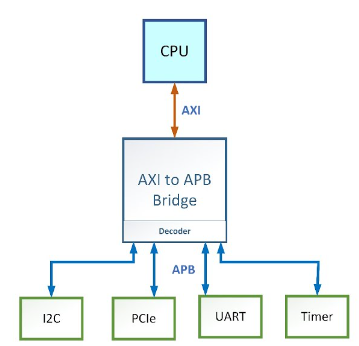 CPU
AXI
AXI to APB
Bridge
Decoder
APB
I2C
PCIe
UART
Timer